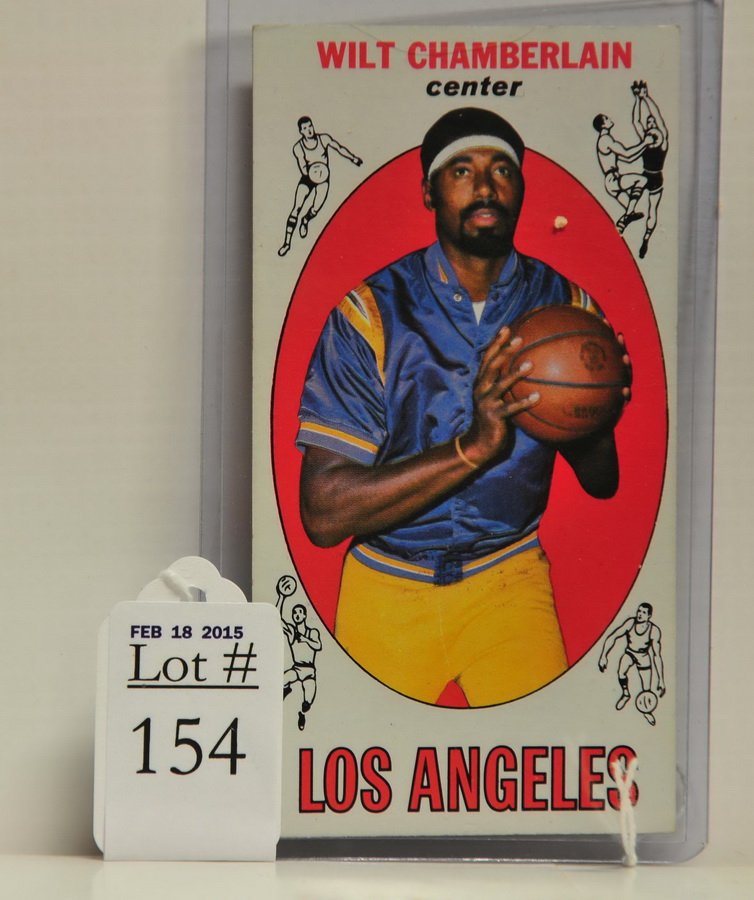 WILT CHAMBERLAIN
center
LOS ANGELES
FEB 18 2015
Lot #
154